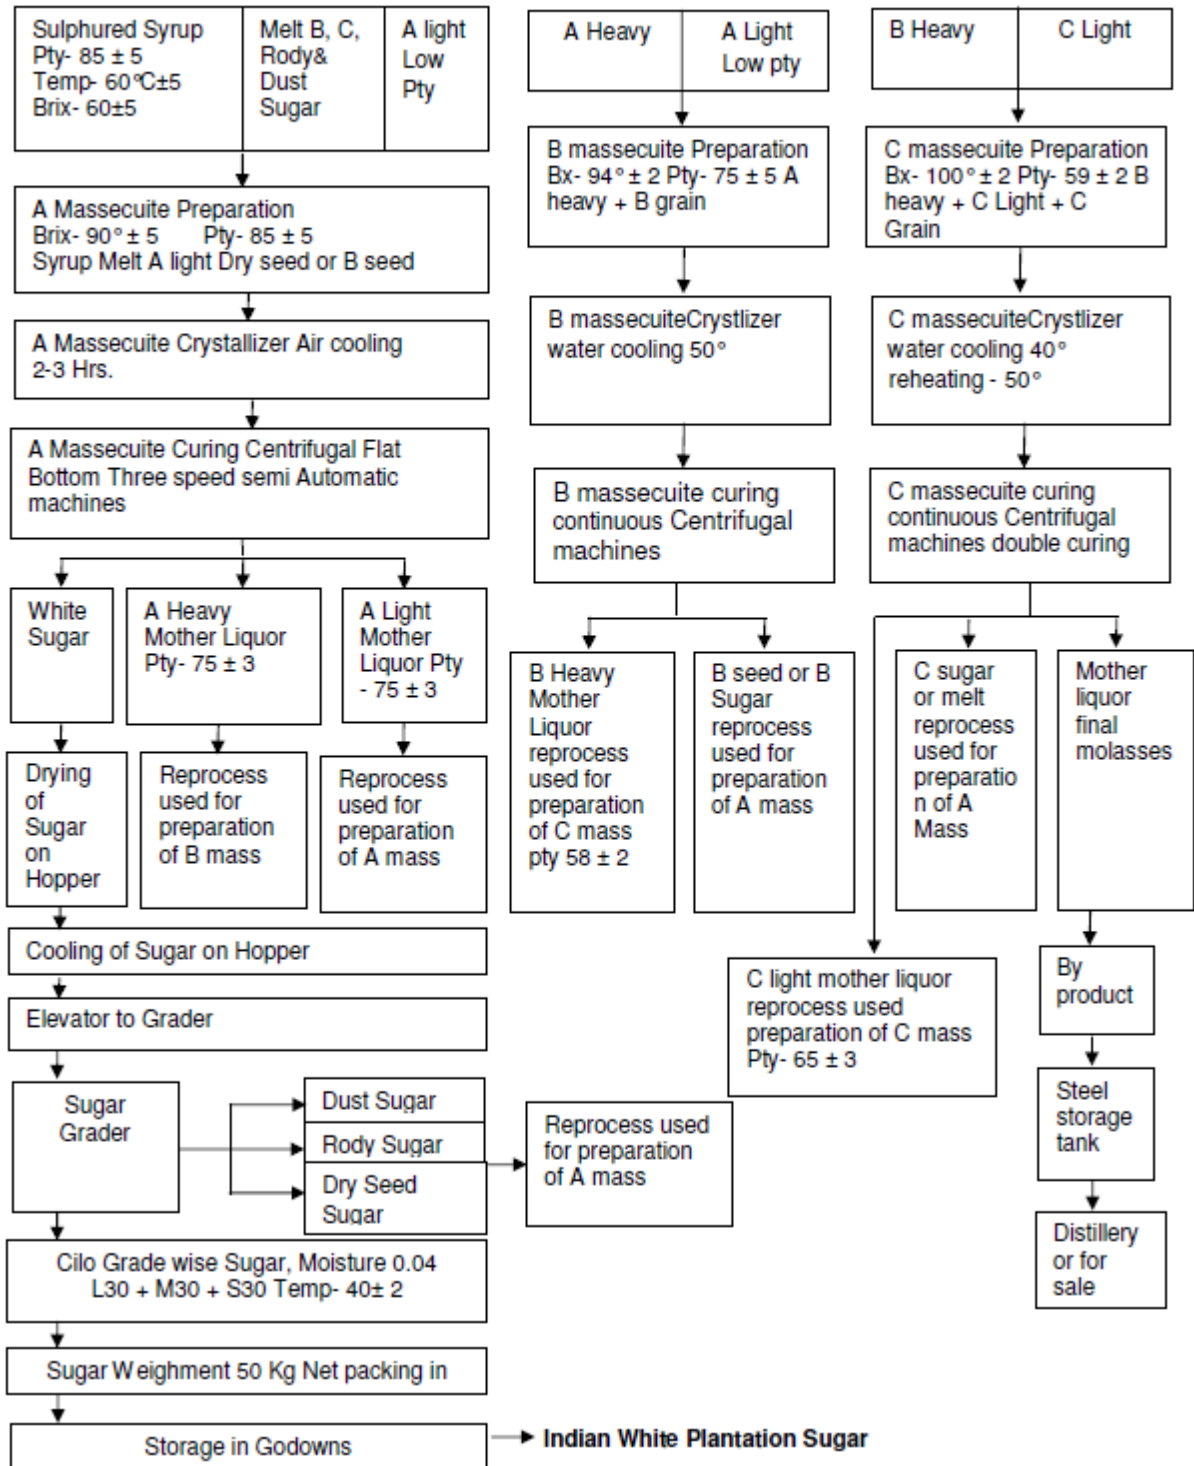 Sulphured Syrup
Pty- 85 ± 5
Temp- 60°C±5
Brix- 60±5
Melt B, C,
Rody&
Dust
Sugar
A light
Low
Pty
A Massecuite Preparation
Brix- 90° ± 5 Pty- 85 ± 5
Syrup Melt A light Dry seed or B seed
A Massecuite Crystallizer Air cooling
2-3 Hrs.
A Massecuite Curing Centrifugal Flat
Bottom Three speed semi Automatic
machines
White
Sugar
A Heavy
Mother Liquor
Pty- 75 ± 3
A Light
Mother
Liquor Pty
- 75 ± 3
Drying
of
Sugar
on
Hopper
Reprocess
used for
preparation
of B mass
Reprocess
used for
preparation
of A mass
Cooling of Sugar on Hopper
Elevator to Grader
Sugar
Grader
Dust Sugar
Rody Sugar
Dry Seed
Sugar
Reprocess used
for preparation
of A mass
Cilo Grade wise Sugar, Moisture 0.04
L30 + M30 + S30 Temp- 40± 2
Sugar Weighment 50 Kg Net packing in
Storage in Godowns
Indian White Plantation Sugar
A Heavy
A Light
Low pty
B massecuite Preparation
Bx- 94° ± 2 Pty- 75 ± 5 A
heavy + B grain
B massecuiteCrystlizer
water cooling 50°
B massecuite curing
continuous Centrifugal
machines
B Heavy
Mother
Liquor
reprocess
used for
preparation
of C mass
pty 58 ± 2
B seed or B
Sugar
reprocess
used for
preparation
of A mass
B Heavy
C Light
C massecuite Preparation
Bx- 100° ± 2 Pty- 59 ± 2 B
heavy + C Light + C
Grain
C massecuiteCrystlizer
water cooling 40°
reheating - 50°
C massecuite curing
continuous Centrifugal
machines double curing
C light mother liquor
reprocess used
preparation of C mass
Pty- 65 ± 3
C sugar
or melt
reprocess
used for
preparatio
n of A
Mass
Mother
liquor
final
molasses
By
product
Steel
storage
tank
Distillery
or for
sale